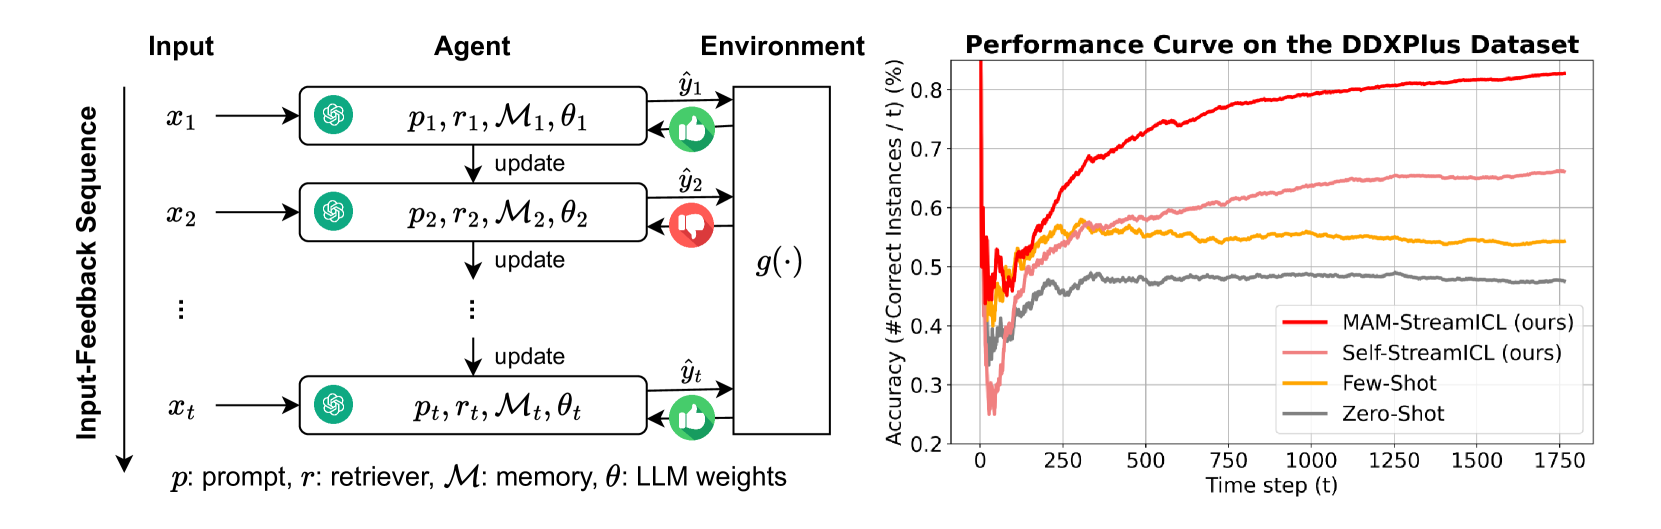 Input Agent Environment
Input-Feedback Sequence
x₁ p₁, r₁, ℳ₁, θ₁ ŷ₁
update
x₂ p₂, r₂, ℳ₂, θ₂ ŷ₂
update
g(·)
⋮ ⋮
update
xₜ pₜ, rₜ, ℳₜ, θₜ ŷₜ
p: prompt, r: retriever, ℳ: memory, θ: LLM weights
Performance Curve on the DDXPlus Dataset
Accuracy (#Correct Instances / t) (%)
0.8
0.7
0.6
0.5
0.4
0.3
0.2
MAM-StreamICL (ours)
Self-StreamICL (ours)
Few-Shot
Zero-Shot
0 250 500 750 1000 1250 1500 1750
Time step (t)